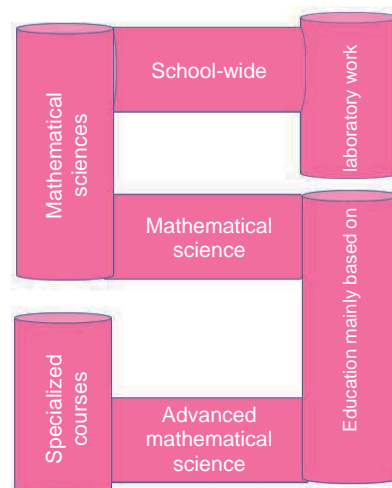 School-wide
Mathematical
sciences
laboratory work
Mathematical
science
Education mainly based on
Specialized
courses
Advanced
mathematical
science